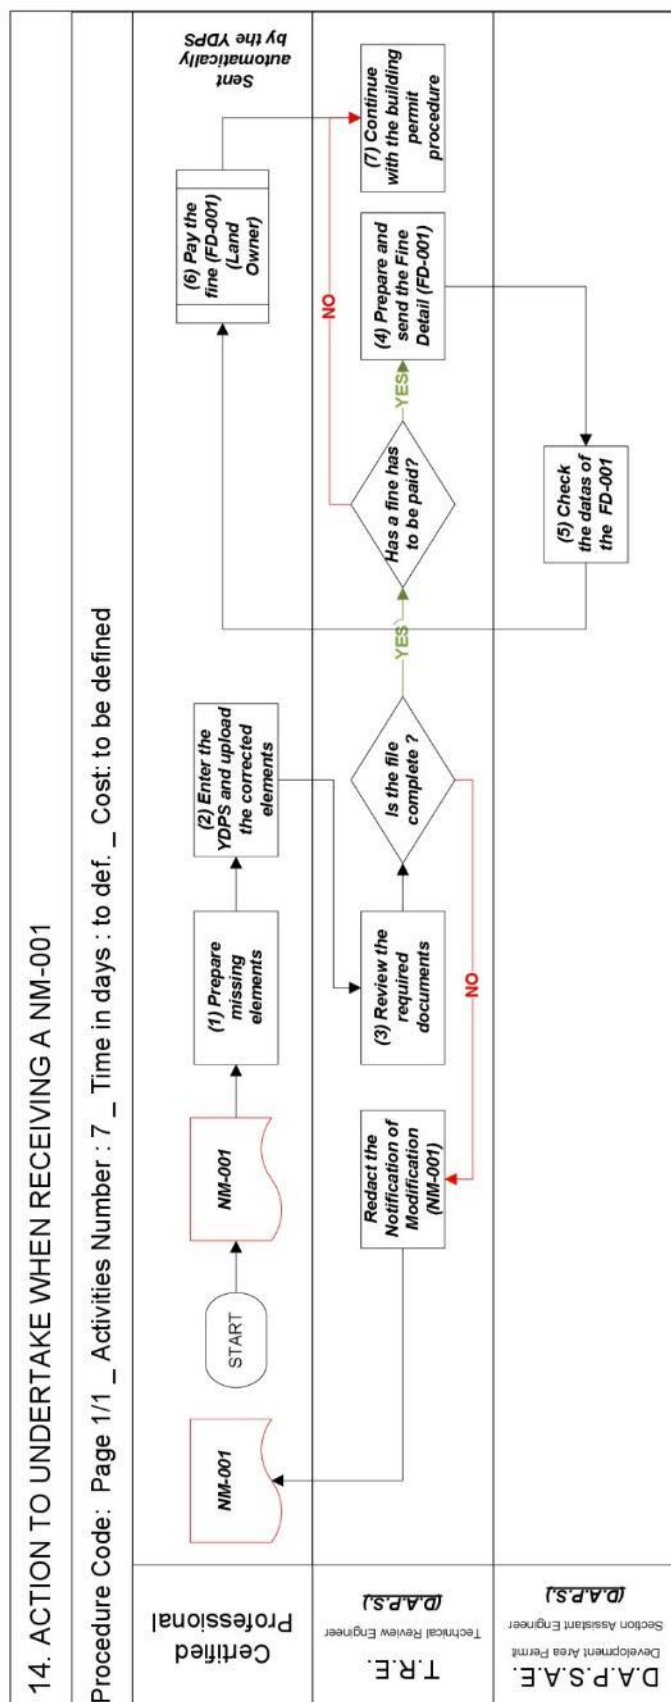 14. ACTION TO UNDERTAKE WHEN RECEIVING A NM-001
Procedure Code: Page 1/1 _ Activities Number : 7 _ Time in days : to def. _ Cost: to be defined
Certified
Professional
NM-001
START
NM-001
(1) Prepare
missing
elements
(2) Enter the
YDPS and upload
the corrected
elements
(6) Pay the
fine (FD-001)
(Land
Owner)
Sent
automatically
by the YDPS
T.R.E.
Technical Review Engineer
(D.A.P.S.)
Redact the
Notification of
Modification
(NM-001)
(3) Review the
required
documents
Is the file
complete ?
NO
YES
Has a fine has
to be paid?
NO
YES
(4) Prepare and
send the Fine
Detail (FD-001)
(7) Continue
with the building
permit
procedure
D.A.P.S.A.E.
Development Area Permit
Section Assistant Engineer
(D.A.P.S.)
(5) Check
the datas of
the FD-001